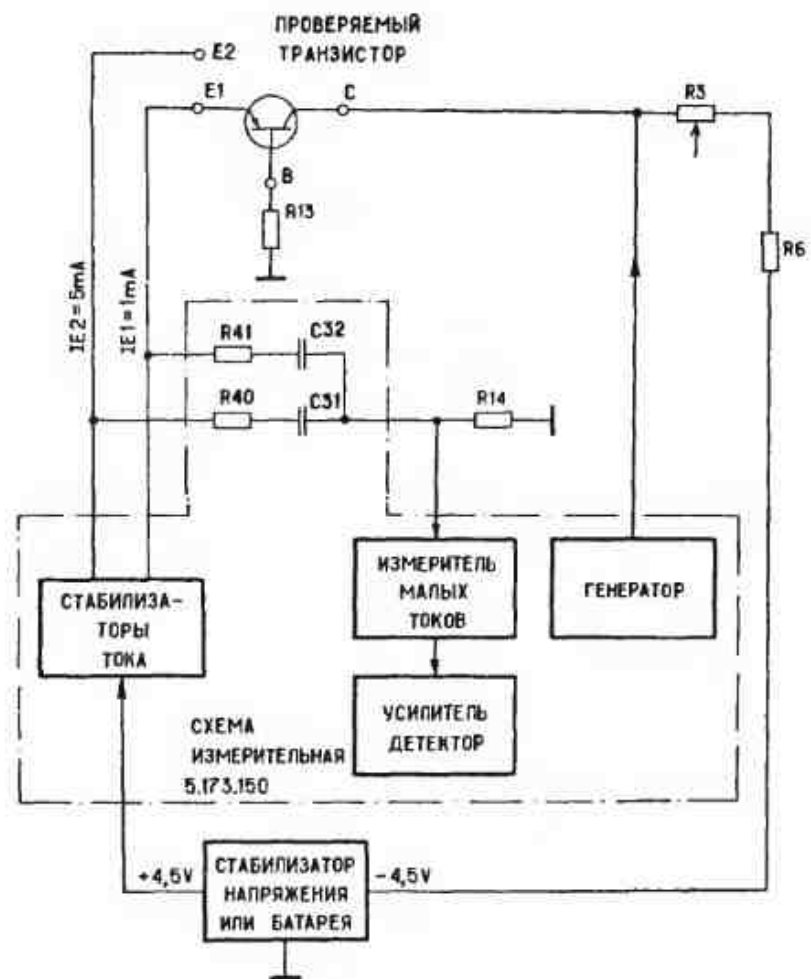 ПРОВЕРЯЕМЫЙ
ТРАНЗИСТОР
E2
E1
C
R3
B
R13
R6
IE2=5mA
IE1=1mA
R41
C32
R40
C31
R14
СТАБИЛИЗА-
ТОРЫ
ТОКА
ИЗМЕРИТЕЛЬ
МАЛЫХ
ТОКОВ
ГЕНЕРАТОР
УСИЛИТЕЛЬ
ДЕТЕКТОР
СХЕМА
ИЗМЕРИТЕЛЬНАЯ
5.173.150
+4,5V
СТАБИЛИЗАТОР
НАПРЯЖЕНИЯ
ИЛИ БАТАРЕЯ
-4,5V